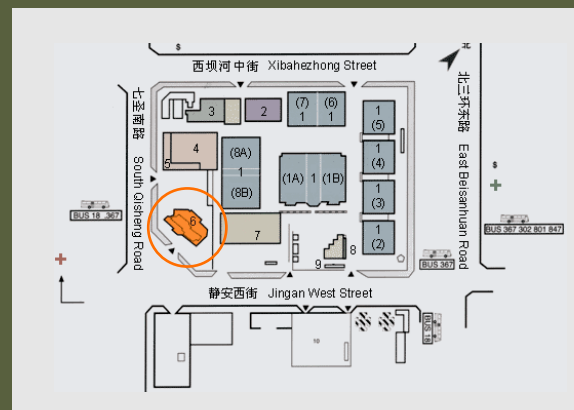 $
西坝河中街 Xibahezhong Street
北
七圣南路
South Qisheng Road
北三环东路
East Beisanhuan Road
3
2
(7)
1
(6)
1
1
(5)
4
5
(8A)
1
(8B)
1
(4)
(1A) 1 (1B)
1
(3)
$
6
7
8
9
1
(2)
BUS 18 ,367
BUS 367 302 801 847
BUS 367
静安西街 Jingan West Street
BUS 18
10